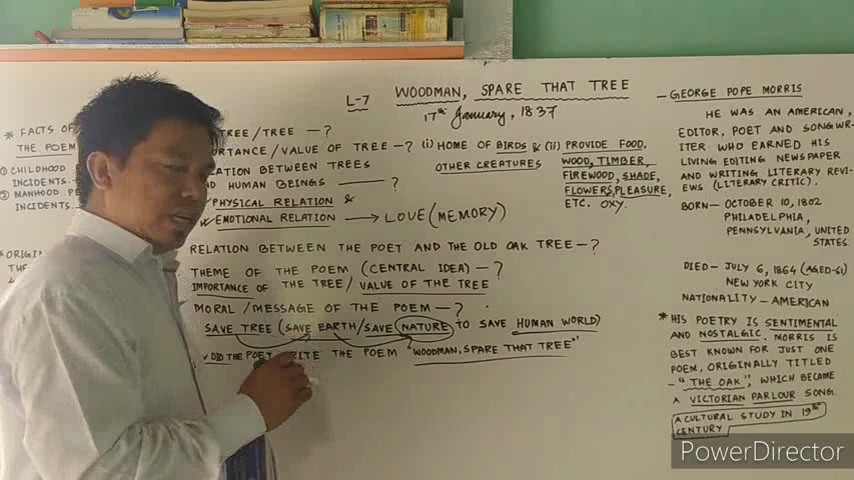 L-7 WOODMAN, SPARE THAT TREE
17th January, 1837
* FACTS OF
THE POEM
① CHILDHOOD
INCIDENTS.
② MANHOOD
INCIDENTS.
* ORIG
TREE/TREE —?
ORTANCE/VALUE OF TREE —? (i) HOME OF BIRDS & (ii) PROVIDE FOOD,
OTHER CREATURES WOOD, TIMBER,
FIREWOOD, SHADE,
FLOWERS, PLEASURE,
ETC. OXY.
LATION BETWEEN TREES
ND HUMAN BEINGS —?
PHYSICAL RELATION &
EMOTIONAL RELATION → LOVE (MEMORY)
RELATION BETWEEN THE POET AND THE OLD OAK TREE —?
THEME OF THE POEM (CENTRAL IDEA) —?
IMPORTANCE OF THE TREE/ VALUE OF THE TREE
MORAL /MESSAGE OF THE POEM —?
SAVE TREE (SAVE EARTH/SAVE NATURE TO SAVE HUMAN WORLD)
Y DID THE POET WRITE THE POEM "WOODMAN, SPARE THAT TREE"
— GEORGE POPE MORRIS
HE WAS AN AMERICAN,
EDITOR, POET AND SONGWR-
ITER WHO EARNED HIS
LIVING EDITING NEWSPAPER
AND WRITING LITERARY REVI-
EWS (LITERARY CRITIC).
BORN— OCTOBER 10, 1802
PHILADELPHIA,
PENNSYLVANIA, UNITED
STATES.
DIED— JULY 6, 1864 (AGED-61)
NEW YORK CITY
NATIONALITY — AMERICAN
* HIS POETRY IS SENTIMENTAL
AND NOSTALGIC. MORRIS IS
BEST KNOWN FOR JUST ONE
POEM, ORIGINALLY TITLED
— "THE OAK", WHICH BECAME
A VICTORIAN PARLOUR SONG.
A CULTURAL STUDY IN 19th
CENTURY
PowerDirector